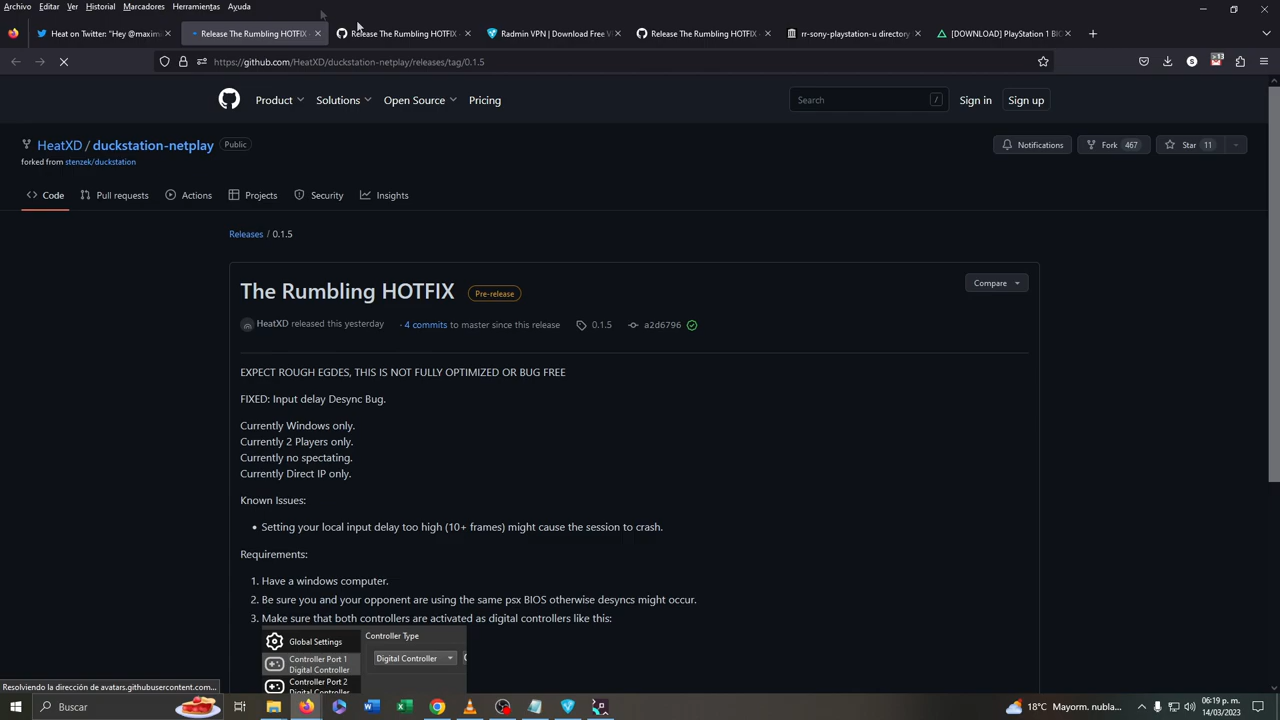 Archivo Editar Ver Historial Marcadores Herramientas Ayuda
Heat on Twitter: "Hey @maxim
Release The Rumbling HOTFIX
Release The Rumbling HOTFIX
Radmin VPN | Download Free V
Release The Rumbling HOTFIX
rr-sony-playstation-u directory
[DOWNLOAD] PlayStation 1 BIO
https://github.com/HeatXD/duckstation-netplay/releases/tag/0.1.5
Product Solutions Open Source Pricing
Search /
Sign in Sign up
HeatXD / duckstation-netplay Public
Notifications Fork 467 Star 11
forked from stenzek/duckstation
Code Pull requests Actions Projects Security Insights
Releases / 0.1.5
The Rumbling HOTFIX Pre-release
Compare
HeatXD released this yesterday · 4 commits to master since this release 0.1.5 a2d6796
EXPECT ROUGH EGDES, THIS IS NOT FULLY OPTIMIZED OR BUG FREE
FIXED: Input delay Desync Bug.
Currently Windows only.
Currently 2 Players only.
Currently no spectating.
Currently Direct IP only.
Known Issues:
• Setting your local input delay too high (10+ frames) might cause the session to crash.
Requirements:
1. Have a windows computer.
2. Be sure you and your opponent are using the same psx BIOS otherwise desyncs might occur.
3. Make sure that both controllers are activated as digital controllers like this:
Global Settings
Controller Type
Controller Port 1
Digital Controller
Digital Controller
Controller Port 2
Digital Controller
Resolviendo la dirección de avatars.githubusercontent.com...
Buscar
18°C Mayorm. nubla...
06:19 p. m.
14/03/2023